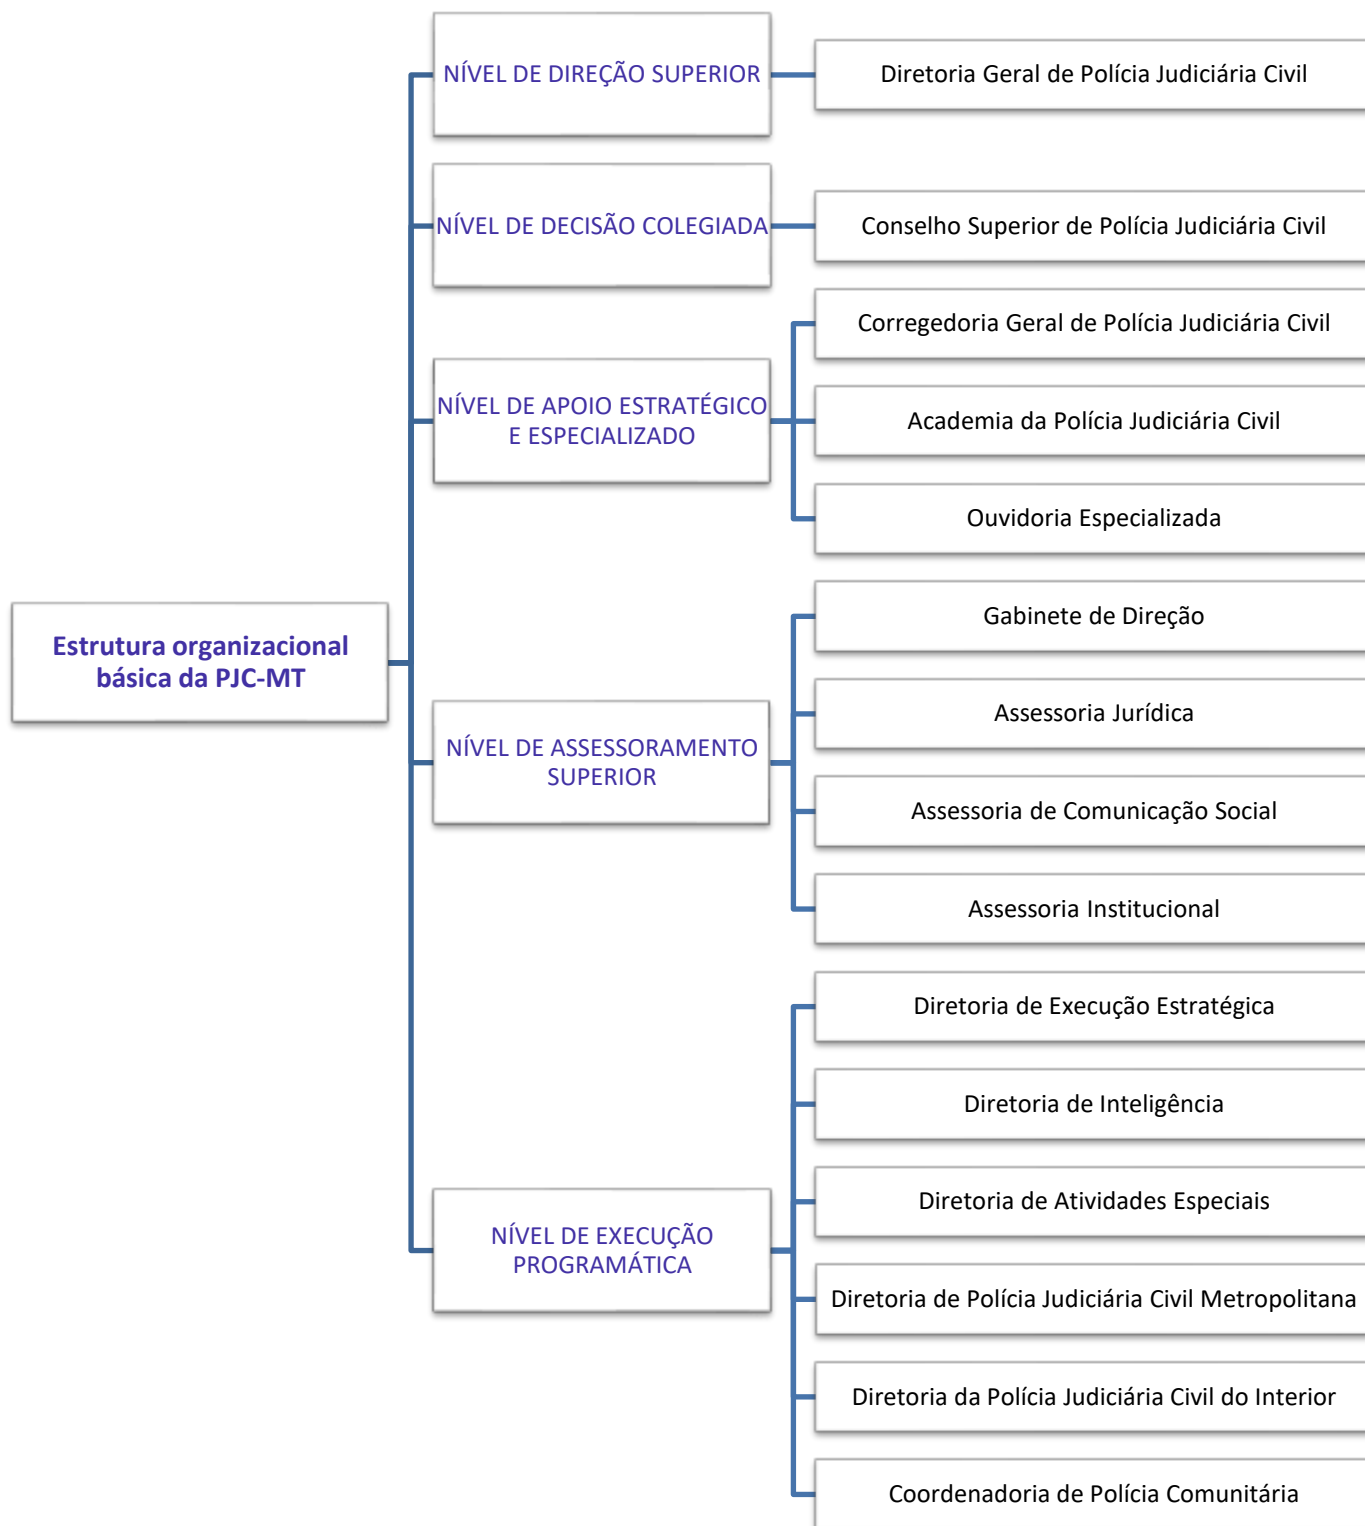 Estrutura organizacional
básica da PJC-MT
NÍVEL DE DIREÇÃO SUPERIOR
Diretoria Geral de Polícia Judiciária Civil
NÍVEL DE DECISÃO COLEGIADA
Conselho Superior de Polícia Judiciária Civil
NÍVEL DE APOIO ESTRATÉGICO
E ESPECIALIZADO
Corregedoria Geral de Polícia Judiciária Civil
Academia da Polícia Judiciária Civil
Ouvidoria Especializada
NÍVEL DE ASSESSORAMENTO
SUPERIOR
Gabinete de Direção
Assessoria Jurídica
Assessoria de Comunicação Social
Assessoria Institucional
NÍVEL DE EXECUÇÃO
PROGRAMÁTICA
Diretoria de Execução Estratégica
Diretoria de Inteligência
Diretoria de Atividades Especiais
Diretoria de Polícia Judiciária Civil Metropolitana
Diretoria da Polícia Judiciária Civil do Interior
Coordenadoria de Polícia Comunitária